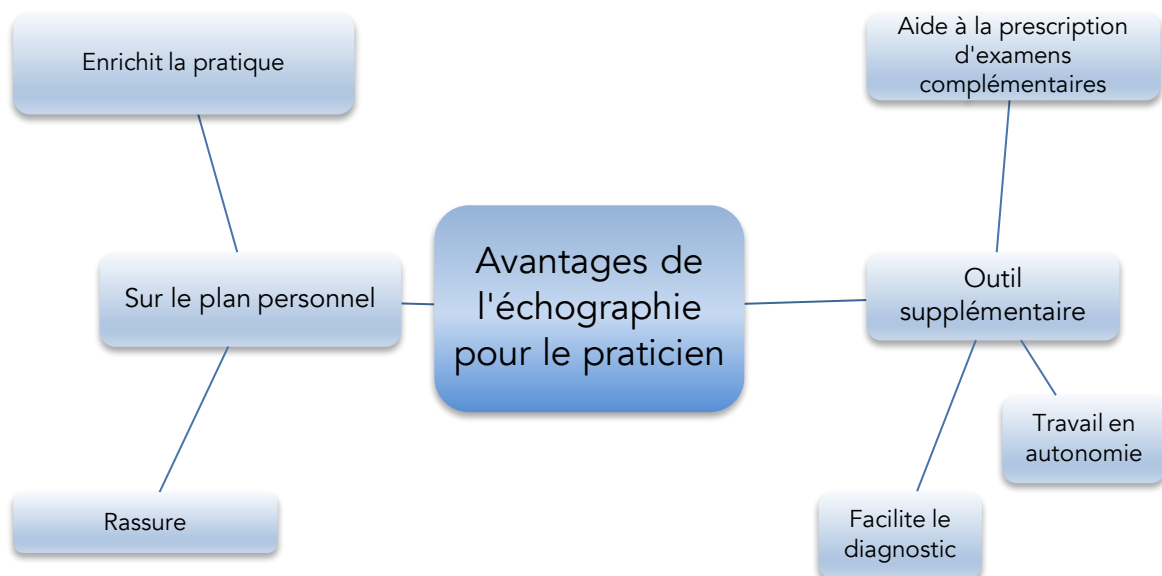 Enrichit la pratique
Aide à la prescription
d'examens
complémentaires
Avantages de
l'échographie
pour le praticien
Sur le plan personnel
Outil
supplémentaire
Travail en
autonomie
Rassure
Facilite le
diagnostic